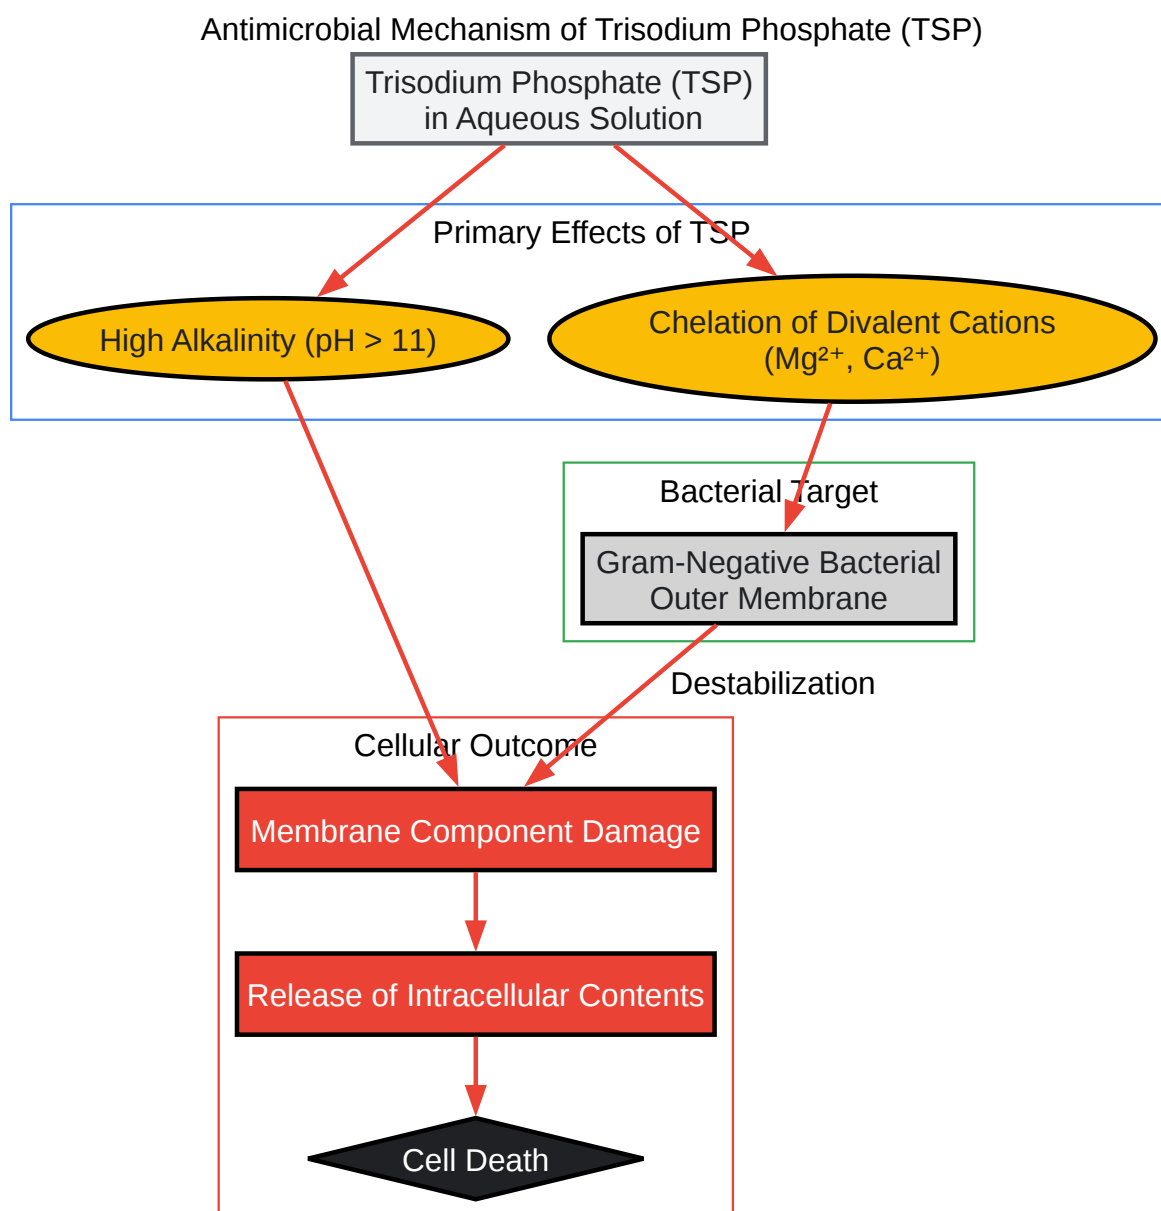 Antimicrobial Mechanism of Trisodium Phosphate (TSP)
Trisodium Phosphate (TSP)
in Aqueous Solution
Primary Effects of TSP
High Alkalinity (pH > 11)
Chelation of Divalent Cations
(Mg²⁺, Ca²⁺)
Bacterial Target
Gram-Negative Bacterial
Outer Membrane
Destabilization
Cellular Outcome
Membrane Component Damage
Release of Intracellular Contents
Cell Death